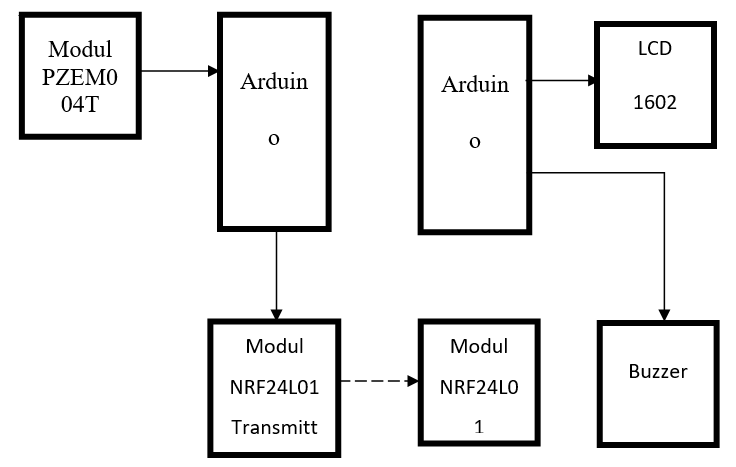 Modul
PZEM0
04T
Arduin
o
Arduin
o
LCD
1602
Modul
NRF24L01
Transmitt
Modul
NRF24L0
1
Buzzer